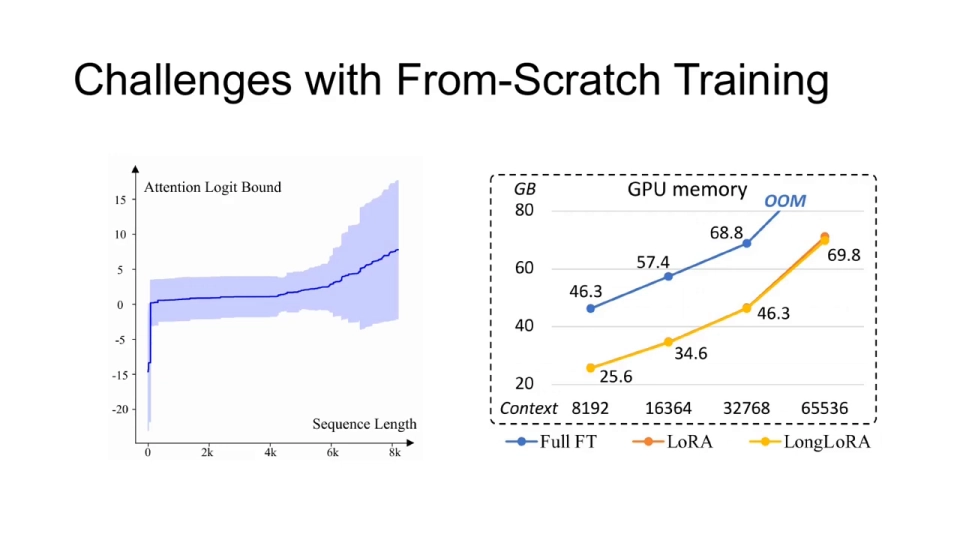 Challenges with From-Scratch Training
Attention Logit Bound
15
10
5
0
-5
-15
-20
Sequence Length
0 2k 4k 6k 8k
GB
GPU memory
OOM
80
68.8
57.4
60
69.8
46.3
46.3
40
34.6
25.6
20
Context 8192 16364 32768 65536
Full FT LoRA LongLoRA